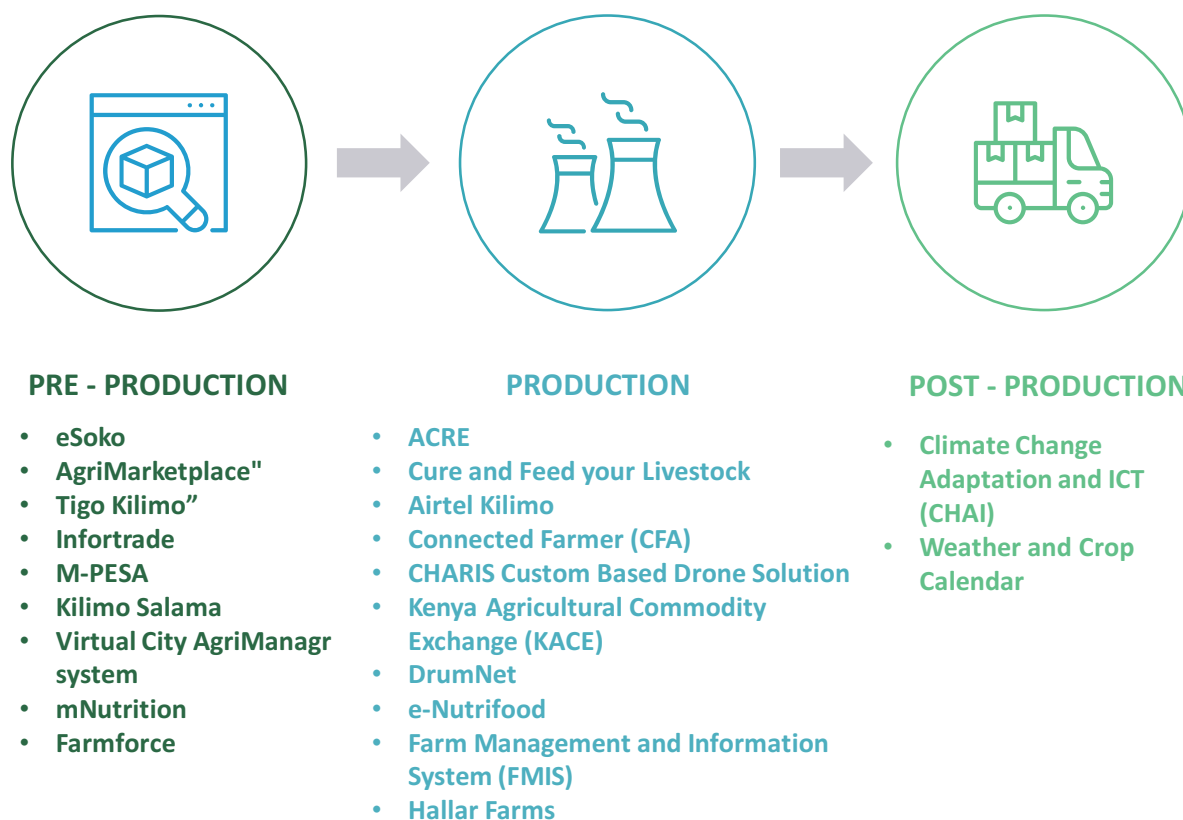 PRE - PRODUCTION
• eSoko
• AgriMarketplace"
• Tigo Kilimo”
• Infortrade
• M-PESA
• Kilimo Salama
• Virtual City AgriManagr
system
• mNutrition
• Farmforce
PRODUCTION
• ACRE
• Cure and Feed your Livestock
• Airtel Kilimo
• Connected Farmer (CFA)
• CHARIS Custom Based Drone Solution
• Kenya Agricultural Commodity
Exchange (KACE)
• DrumNet
• e-Nutrifood
• Farm Management and Information
System (FMIS)
• Hallar Farms
POST - PRODUCTION
• Climate Change
Adaptation and ICT
(CHAI)
• Weather and Crop
Calendar